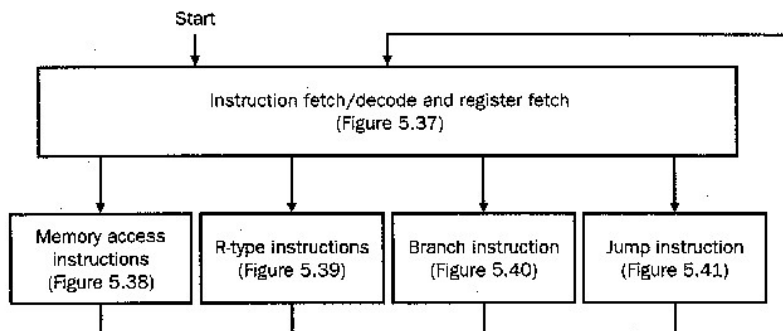 Start
Instruction fetch/decode and register fetch
(Figure 5.37)
Memory access
instructions
(Figure 5.38)
R-type instructions
(Figure 5.39)
Branch instruction
(Figure 5.40)
Jump instruction
(Figure 5.41)